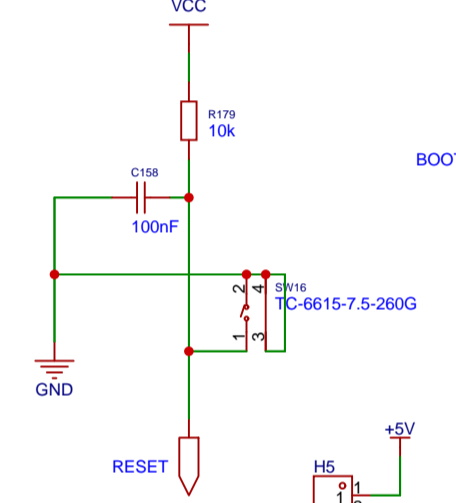 VCC
R179
10k
C158
100nF
BOO
2
4
SW16
TC-6615-7.5-260G
1
3
GND
+5V
RESET
H5
1
1